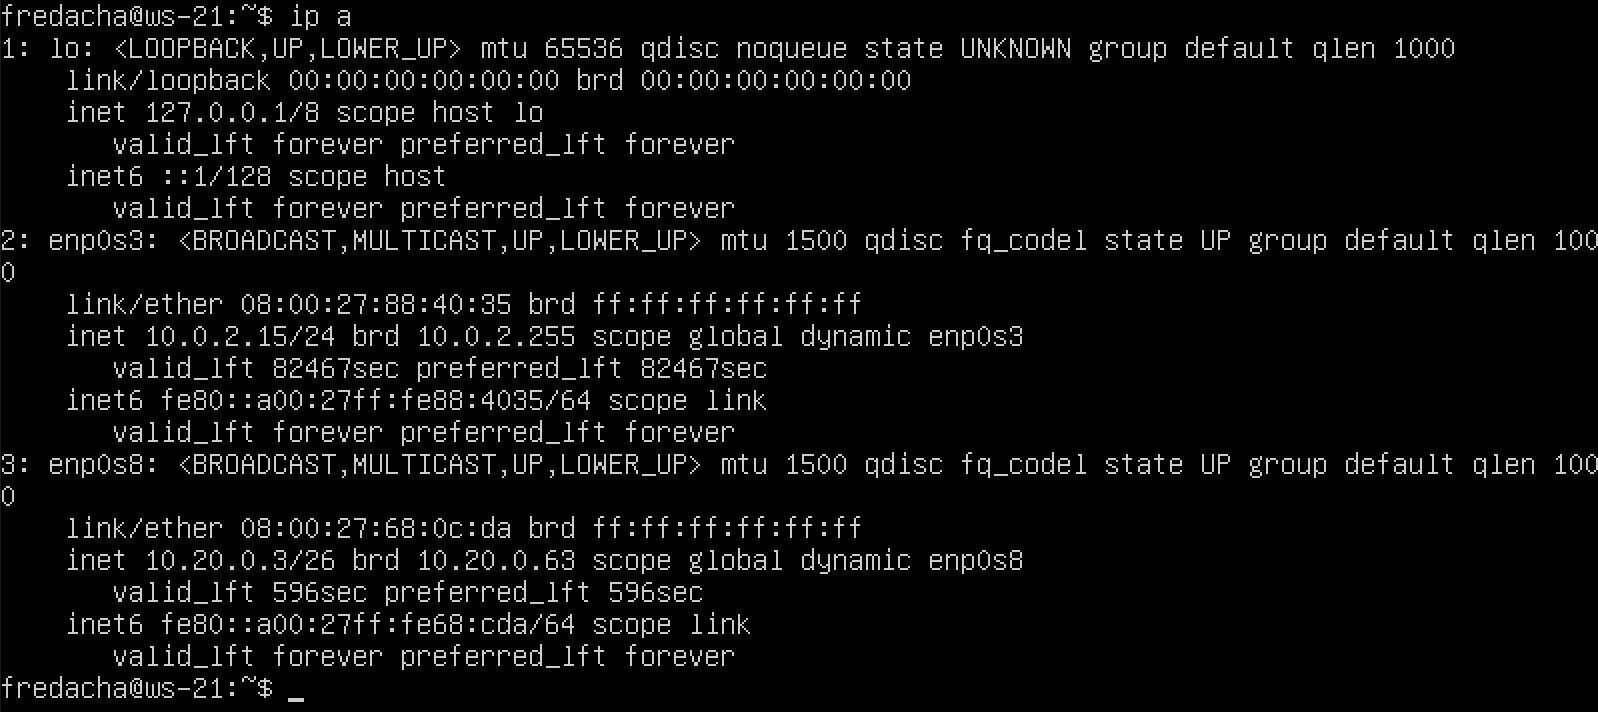 fredacha@ws-21:~$ ip a
1: lo: <LOOPBACK,UP,LOWER_UP> mtu 65536 qdisc noqueue state UNKNOWN group default qlen 1000
    link/loopback 00:00:00:00:00:00 brd 00:00:00:00:00:00
    inet 127.0.0.1/8 scope host lo
       valid_lft forever preferred_lft forever
    inet6 ::1/128 scope host
       valid_lft forever preferred_lft forever
2: enp0s3: <BROADCAST,MULTICAST,UP,LOWER_UP> mtu 1500 qdisc fq_codel state UP group default qlen 100
0
    link/ether 08:00:27:88:40:35 brd ff:ff:ff:ff:ff:ff
    inet 10.0.2.15/24 brd 10.0.2.255 scope global dynamic enp0s3
       valid_lft 82467sec preferred_lft 82467sec
    inet6 fe80::a00:27ff:fe88:4035/64 scope link
       valid_lft forever preferred_lft forever
3: enp0s8: <BROADCAST,MULTICAST,UP,LOWER_UP> mtu 1500 qdisc fq_codel state UP group default qlen 100
0
    link/ether 08:00:27:68:0c:da brd ff:ff:ff:ff:ff:ff
    inet 10.20.0.3/26 brd 10.20.0.63 scope global dynamic enp0s8
       valid_lft 596sec preferred_lft 596sec
    inet6 fe80::a00:27ff:fe68:cda/64 scope link
       valid_lft forever preferred_lft forever
fredacha@ws-21:~$ _